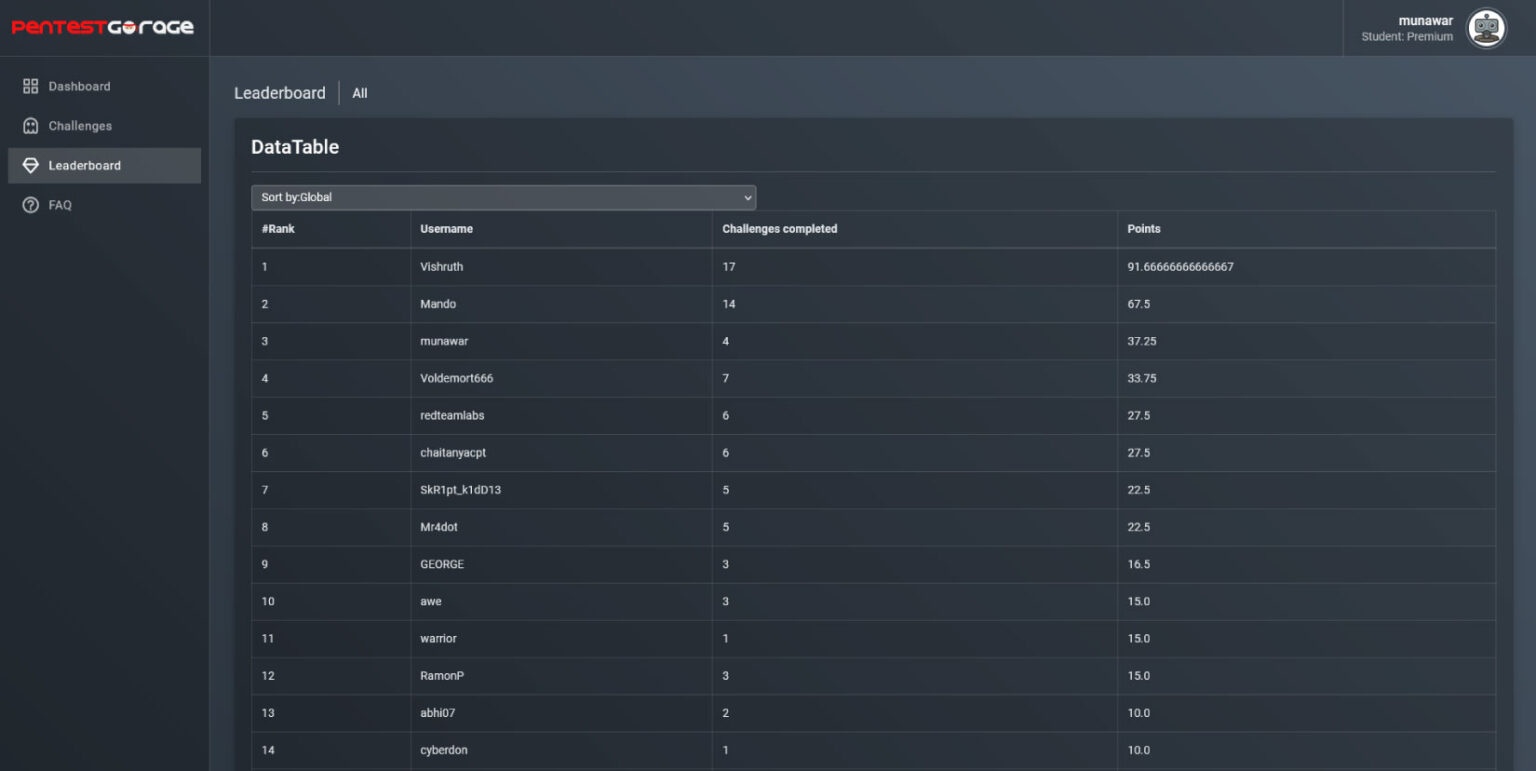 PENTESTGARAGE
munawar
Student: Premium
Dashboard
Challenges
Leaderboard
FAQ
Leaderboard All
DataTable
Sort by:Global
#Rank Username Challenges completed Points
1 Vishruth 17 91.66666666666667
2 Mando 14 67.5
3 munawar 4 37.25
4 Voldemort666 7 33.75
5 redteamlabs 6 27.5
6 chaitanyacpt 6 27.5
7 SkR1pt_k1dD13 5 22.5
8 Mr4dot 5 22.5
9 GEORGE 3 16.5
10 awe 3 15.0
11 warrior 1 15.0
12 RamonP 3 15.0
13 abhi07 2 10.0
14 cyberdon 1 10.0